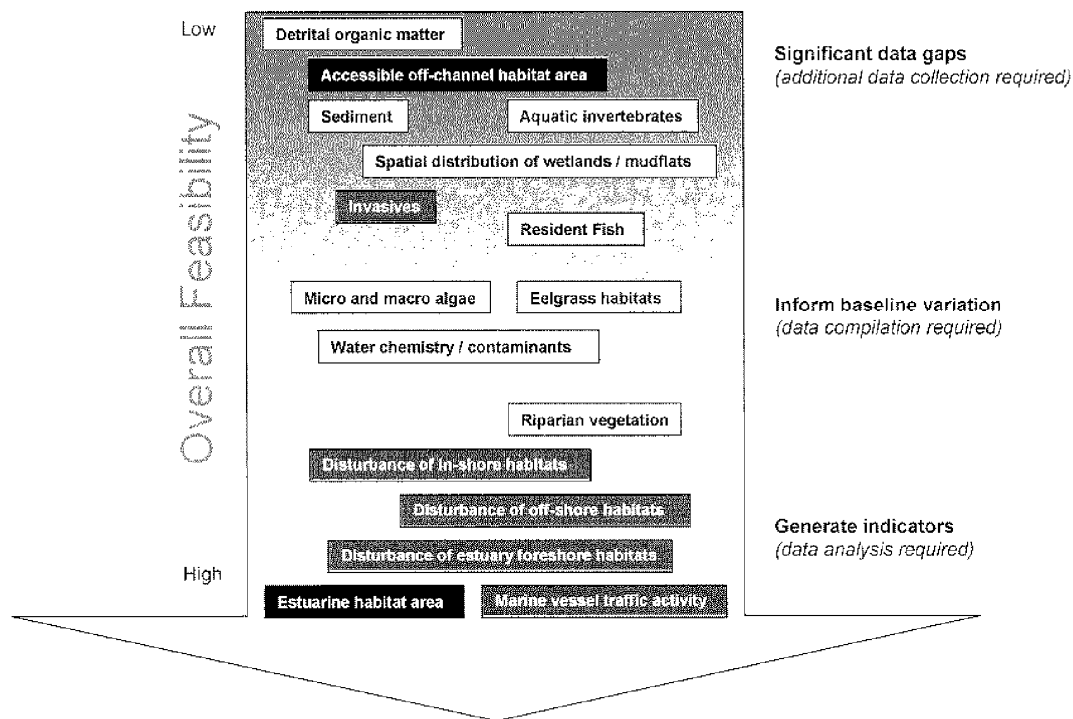 Low
Detrital organic matter
Significant data gaps
(additional data collection required)
Accessible off-channel habitat area
Sediment
Aquatic invertebrates
Spatial distribution of wetlands / mudflats
Invasives
Resident Fish
Overall Feasibility
Micro and macro algae
Eelgrass habitats
Inform baseline variation
(data compilation required)
Water chemistry / contaminants
Riparian vegetation
Disturbance of in-shore habitats
Disturbance of off-shore habitats
Generate indicators
(data analysis required)
Disturbance of estuary foreshore habitats
High
Estuarine habitat area
Marine vessel traffic activity